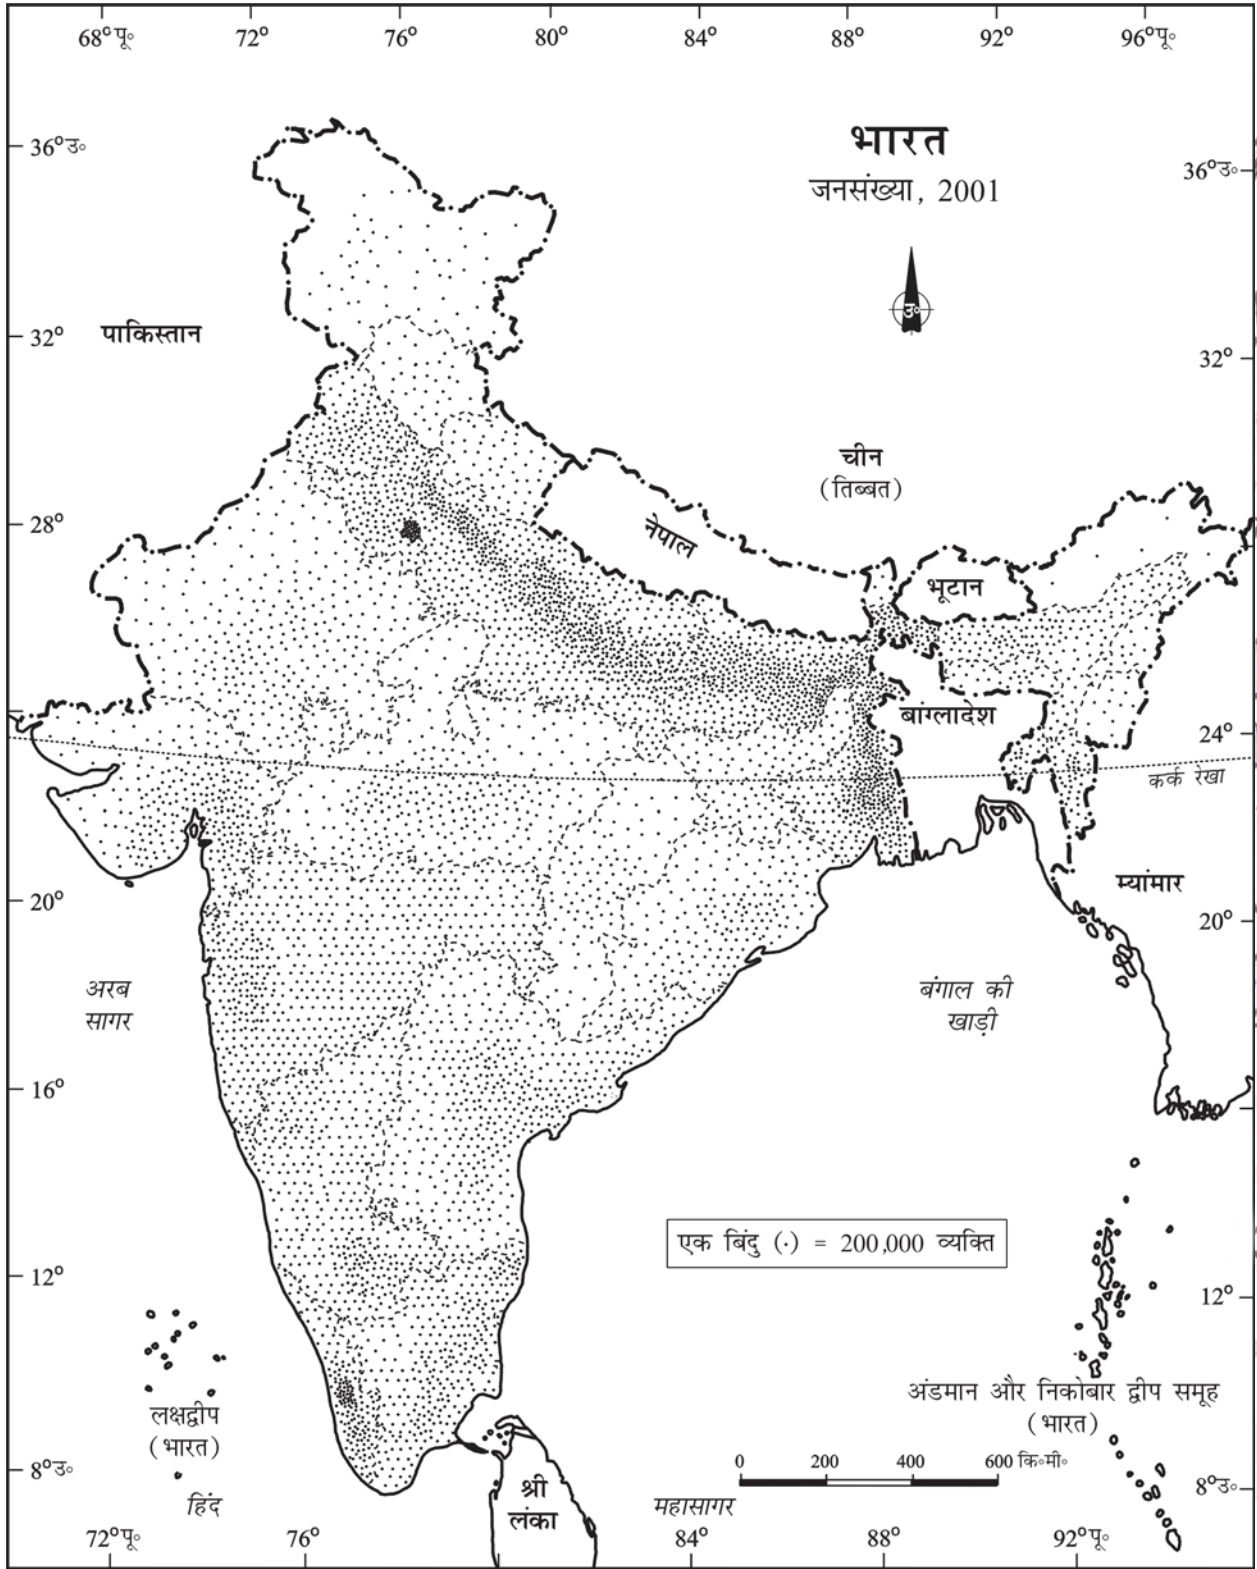 68°पू॰ 72° 76° 80° 84° 88° 92° 96°पू॰
36°उ॰
भारत
36°उ॰
जनसंख्या, 2001
उ॰
पाकिस्तान
32°
32°
चीन
(तिब्बत)
28°
नेपाल
28°
भूटान
बांग्लादेश
24°
कर्क रेखा
म्यांमार
20°
20°
अरब
सागर
बंगाल की
खाड़ी
16°
एक बिंदु (·) = 200,000 व्यक्ति
12°
12°
अंडमान और निकोबार द्वीप समूह
(भारत)
लक्षद्वीप
(भारत)
0 200 400 600 कि॰मी॰
8°उ॰
8°उ॰
श्री
लंका
हिंद
महासागर
72°पू॰ 76° 84° 88° 92°पू॰